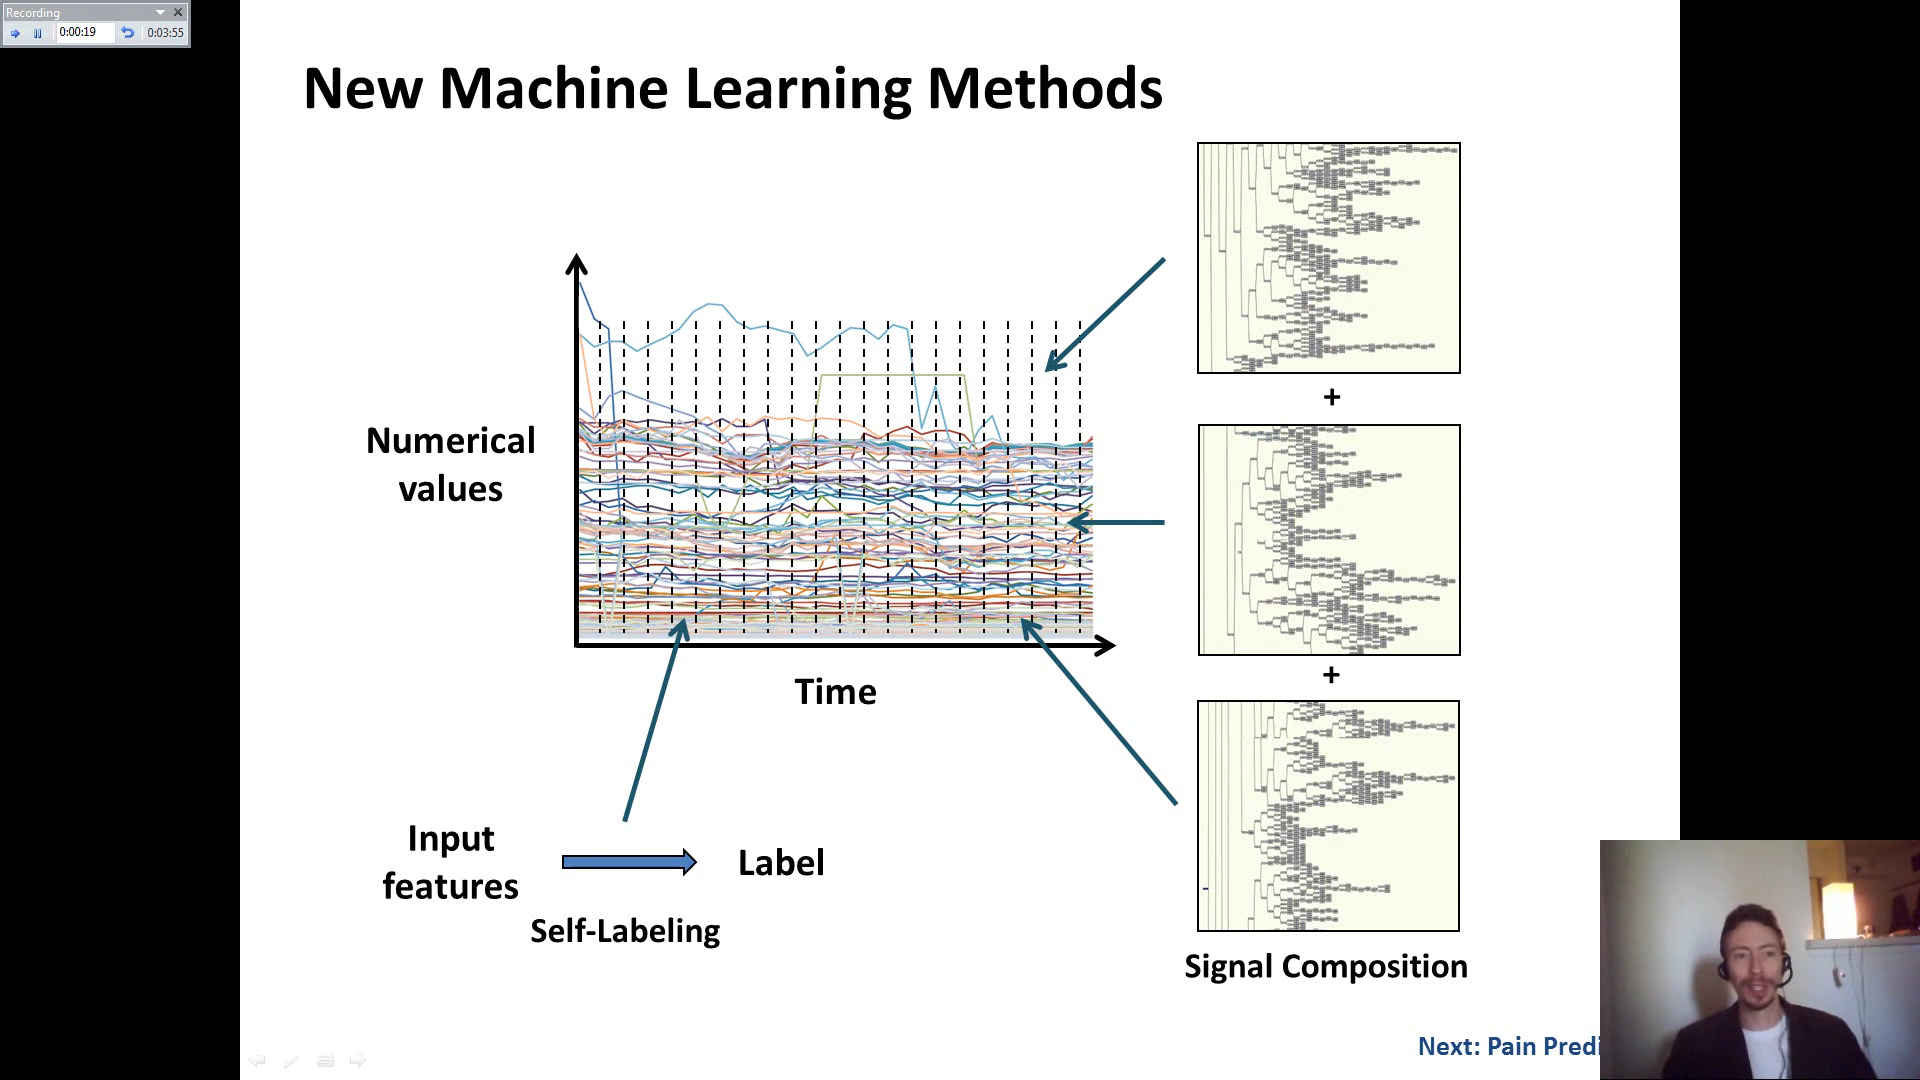 Recording
0:00:19
0:03:55
New Machine Learning Methods
Numerical
values
Time
+
+
Input
features
Label
Self-Labeling
Signal Composition
Next: Pain Predi